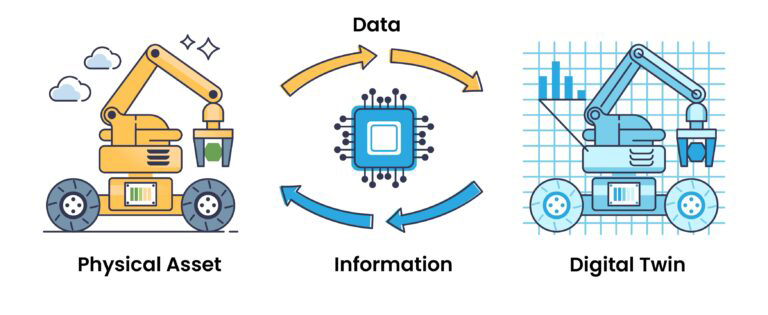 Data
Physical Asset
Information
Digital Twin